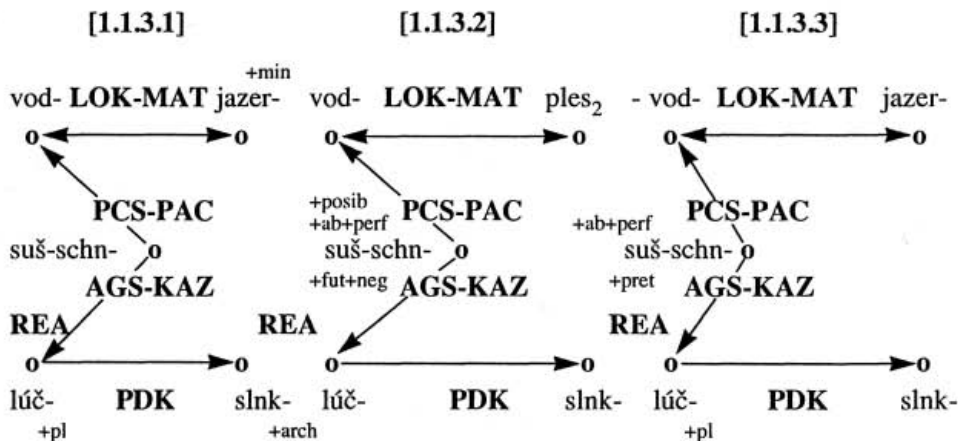 [1.1.3.1] [1.1.3.2] [1.1.3.3]
+min
vod- LOK-MAT jazer- vod- LOK-MAT ples2 - vod- LOK-MAT jazer-
o o o o o o
+posib
PCS-PAC +ab+perf PCS-PAC +ab+perf PCS-PAC
suš-schn- o suš-schn- o suš-schn- o
AGS-KAZ +fut+neg AGS-KAZ +pret AGS-KAZ
REA REA REA
o o o o o o
lúč- PDK slnk- lúč- PDK slnk- lúč- PDK slnk-
+pl +arch +pl